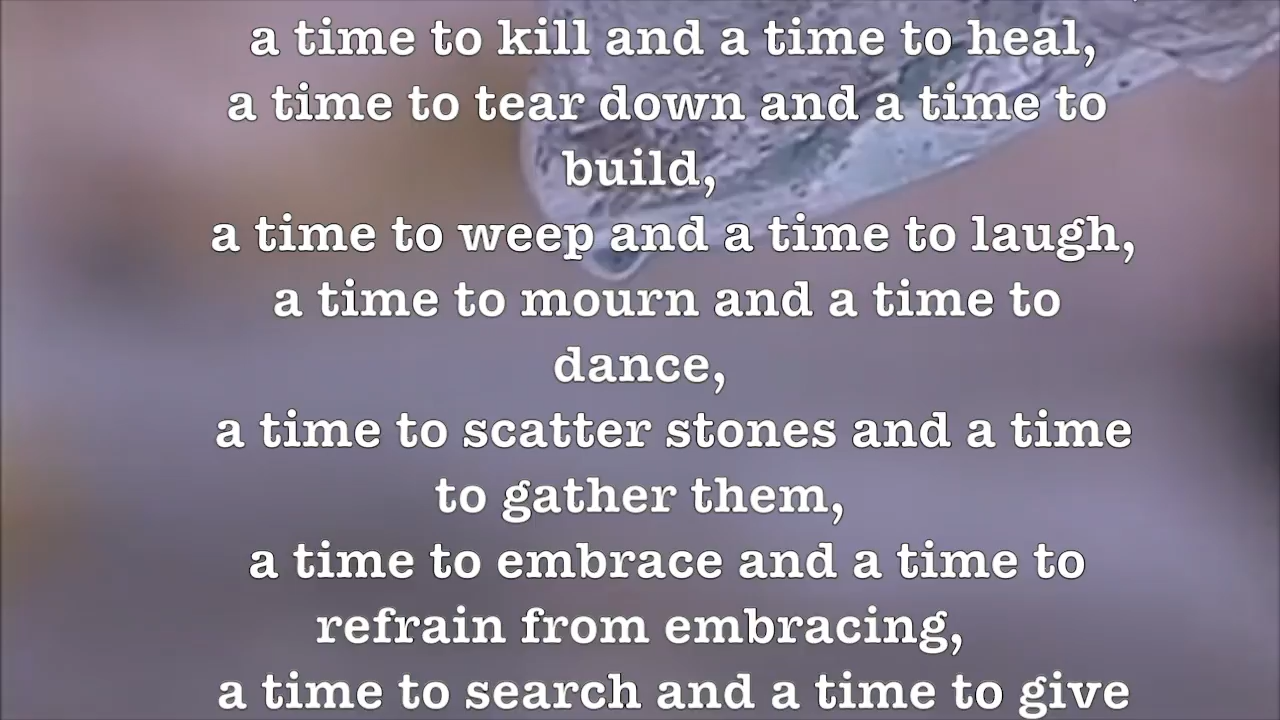 a time to kill and a time to heal,
a time to tear down and a time to
build,
a time to weep and a time to laugh,
a time to mourn and a time to
dance,
a time to scatter stones and a time
to gather them,
a time to embrace and a time to
refrain from embracing,
a time to search and a time to give